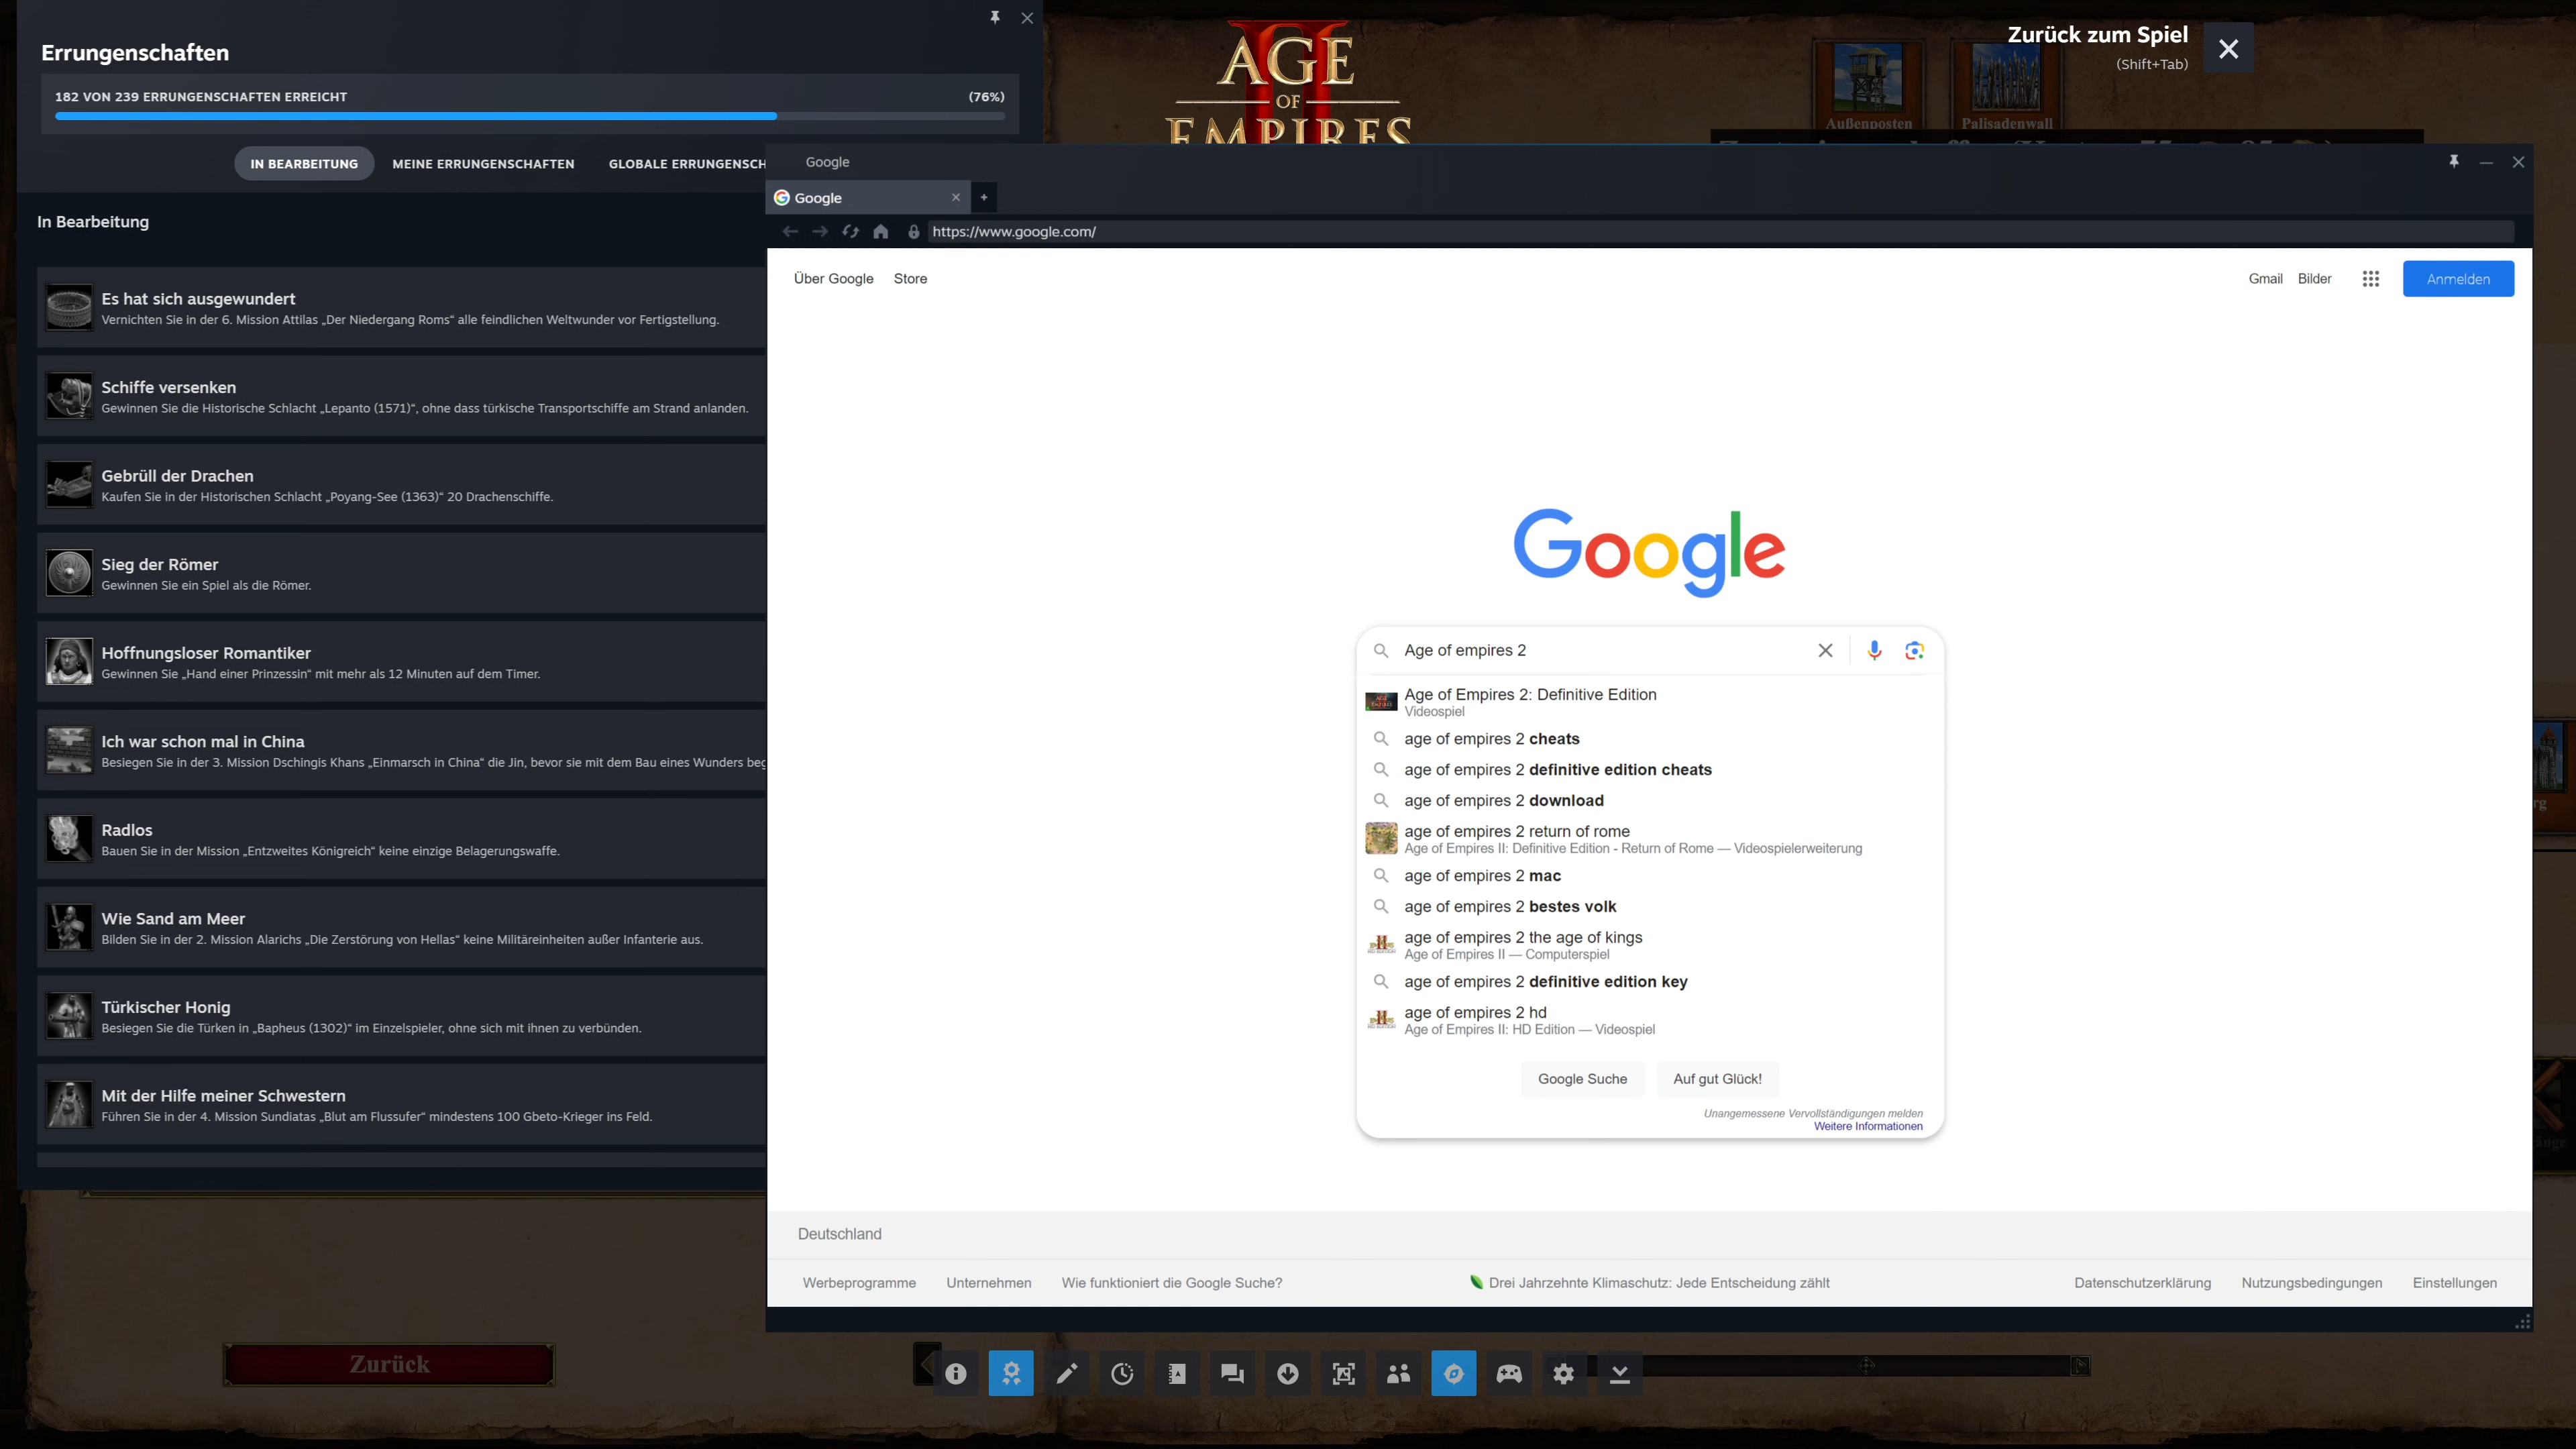 Errungenschaften
182 VON 239 ERRUNGENSCHAFTEN ERREICHT
(76%)
IN BEARBEITUNG
MEINE ERRUNGENSCHAFTEN
GLOBALE ERRUNGENSCH
In Bearbeitung
Es hat sich ausgewundert
Vernichten Sie in der 6. Mission Attilas „Der Niedergang Roms“ alle feindlichen Weltwunder vor Fertigstellung.
Schiffe versenken
Gewinnen Sie die Historische Schlacht „Lepanto (1571)“, ohne dass türkische Transportschiffe am Strand anlanden.
Gebrüll der Drachen
Kaufen Sie in der Historischen Schlacht „Poyang-See (1363)“ 20 Drachenschiffe.
Sieg der Römer
Gewinnen Sie ein Spiel als die Römer.
Hoffnungsloser Romantiker
Gewinnen Sie „Hand einer Prinzessin“ mit mehr als 12 Minuten auf dem Timer.
Ich war schon mal in China
Besiegen Sie in der 3. Mission Dschingis Khans „Einmarsch in China“ die Jin, bevor sie mit dem Bau eines Wunders beg
Radlos
Bauen Sie in der Mission „Entzweites Königreich“ keine einzige Belagerungswaffe.
Wie Sand am Meer
Bilden Sie in der 2. Mission Alarichs „Die Zerstörung von Hellas“ keine Militäreinheiten außer Infanterie aus.
Türkischer Honig
Besiegen Sie die Türken in „Bapheus (1302)“ im Einzelspieler, ohne sich mit ihnen zu verbünden.
Mit der Hilfe meiner Schwestern
Führen Sie in der 4. Mission Sundiatas „Blut am Flussufer“ mindestens 100 Gbeto-Krieger ins Feld.
AGE
OF
EMPIRES
Außenposten
Palisadenwall
Zurück zum Spiel
(Shift+Tab)
Google
Google
https://www.google.com/
Über Google
Store
Gmail
Bilder
Anmelden
Google
Age of empires 2
Age of Empires 2: Definitive Edition
Videospiel
age of empires 2 cheats
age of empires 2 definitive edition cheats
age of empires 2 download
age of empires 2 return of rome
Age of Empires II: Definitive Edition - Return of Rome — Videospielerweiterung
age of empires 2 mac
age of empires 2 bestes volk
age of empires 2 the age of kings
Age of Empires II — Computerspiel
age of empires 2 definitive edition key
age of empires 2 hd
Age of Empires II: HD Edition — Videospiel
Google Suche
Auf gut Glück!
Unangemessene Vervollständigungen melden
Weitere Informationen
Deutschland
Werbeprogramme
Unternehmen
Wie funktioniert die Google Suche?
Drei Jahrzehnte Klimaschutz: Jede Entscheidung zählt
Datenschutzerklärung
Nutzungsbedingungen
Einstellungen
Zurück